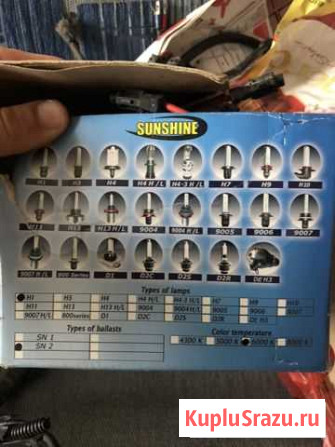 SUNSHINE
H1 H3 H4 H4 H/L H4-3 H/L H7 H9 H10
H11 H13 H13 H/L 9004 9004 H/L 9005 9006 9007
9007 H/L 800 Series D1 D2C D2S D2R DE H3
Types of lamps
H1 H3 H4 H4 H/L H4-3 H/L H7 H9 H10
H11 H13 H13 H/L 9004 9004 H/L 9005 9006 9007
9007 H/L 800series D1 D2C D2S D2R DE H3
Types of ballasts Color temperature
SN 1 4300 K 5000 K 6000 K 8000 K
SN 2
KupluSrazu.ru